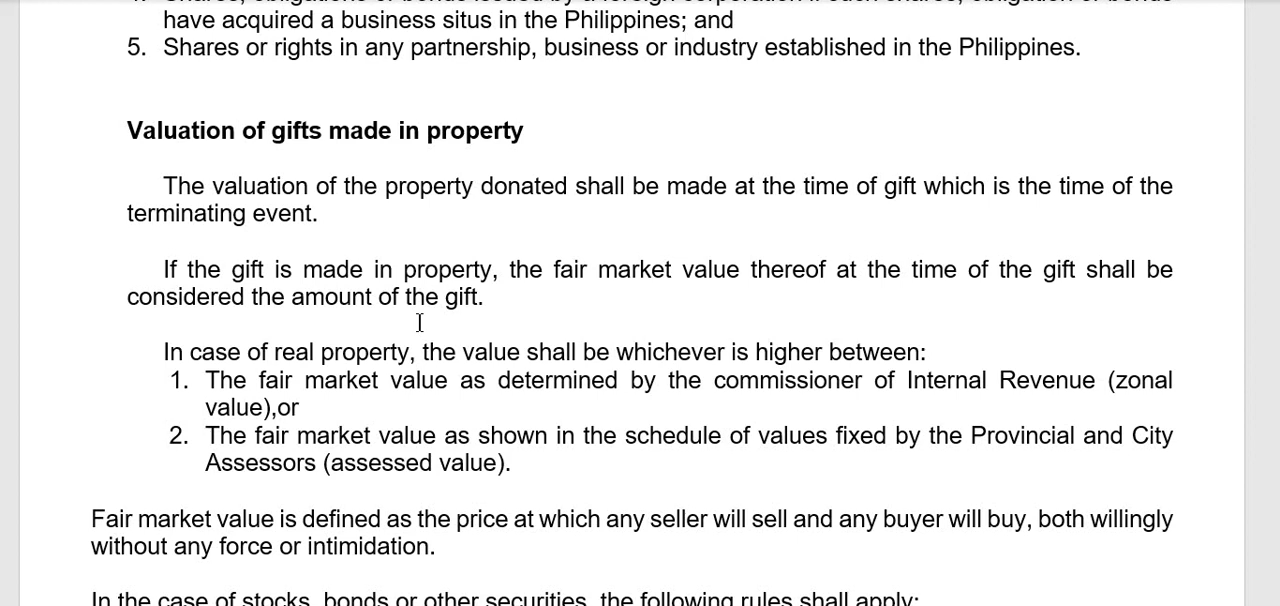 have acquired a business situs in the Philippines; and
5. Shares or rights in any partnership, business or industry established in the Philippines.
Valuation of gifts made in property
The valuation of the property donated shall be made at the time of gift which is the time of the
terminating event.
If the gift is made in property, the fair market value thereof at the time of the gift shall be
considered the amount of the gift.
In case of real property, the value shall be whichever is higher between:
1. The fair market value as determined by the commissioner of Internal Revenue (zonal
value),or
2. The fair market value as shown in the schedule of values fixed by the Provincial and City
Assessors (assessed value).
Fair market value is defined as the price at which any seller will sell and any buyer will buy, both willingly
without any force or intimidation.
In the case of stocks, bonds or other securities, the following rules shall apply: